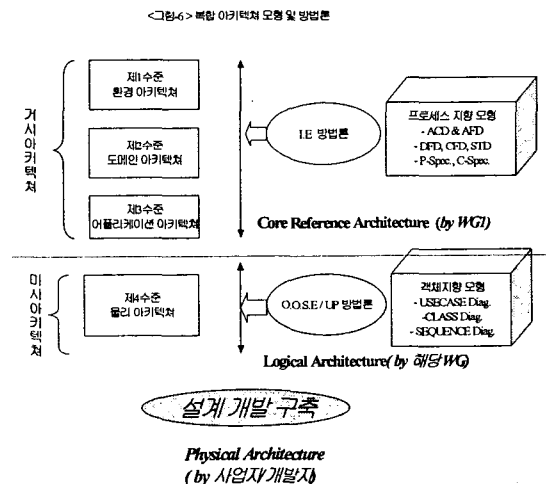 <그림-6> 복합 아키텍쳐 모형 및 방법론
거시아키텍쳐
제1수준
환경 아키텍쳐
제2수준
도메인 아키텍쳐
제3수준
어플리케이션 아키텍쳐
I.E 방법론
프로세스 지향 모형
- ACD & AFD
- DFD, CFD, STD
- P-Spec., C-Spec.
Core Reference Architecture (by WG1)
미시아키텍쳐
제4수준
물리 아키텍쳐
O.O.S.E / UP 방법론
객체지향 모형
- USECASE Diag.
- CLASS Diag.
- SEQUENCE Diag.
Logical Architecture( by 해당 WG)
설계 개발 구축
Physical Architecture
( by 사업자/개발자)